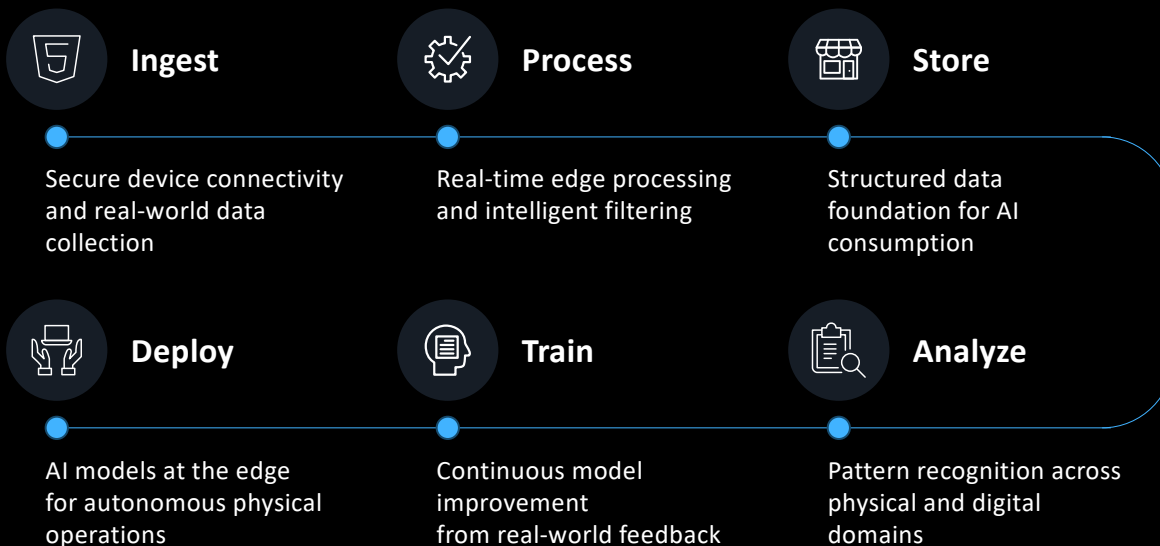 Ingest
Secure device connectivity
and real-world data
collection
Process
Real-time edge processing
and intelligent filtering
Store
Structured data
foundation for AI
consumption
Deploy
AI models at the edge
for autonomous physical
operations
Train
Continuous model
improvement
from real-world feedback
Analyze
Pattern recognition across
physical and digital
domains